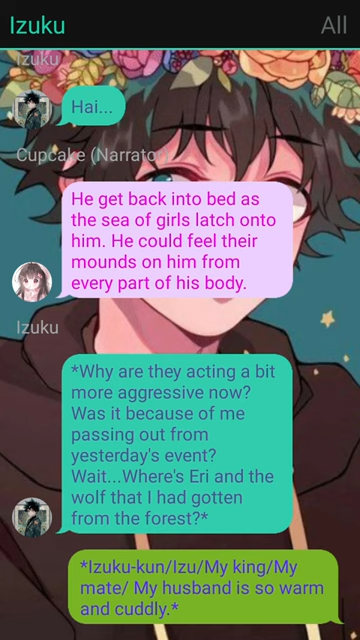 Izuku
All
Izuku
Hai...
Cupcake (Narrator)
He get back into bed as
the sea of girls latch onto
him. He could feel their
mounds on him from
every part of his body.
Izuku
*Why are they acting a bit
more aggressive now?
Was it because of me
passing out from
yesterday's event?
Wait...Where's Eri and the
wolf that I had gotten
from the forest?*
*Izuku-kun/Izu/My king/My
mate/ My husband is so warm
and cuddly.*